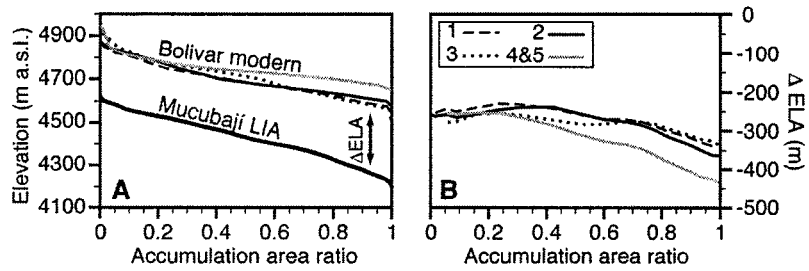 4900
4700
4500
4300
4100
Elevation (m a.s.l.)
Bolivar modern
Mucubají LIA
ΔELA
A
0 0.2 0.4 0.6 0.8 1
Accumulation area ratio
1 2
3 4&5
B
0 0.2 0.4 0.6 0.8 1
Accumulation area ratio
0
-100
-200
-300
-400
-500
Δ ELA (m)